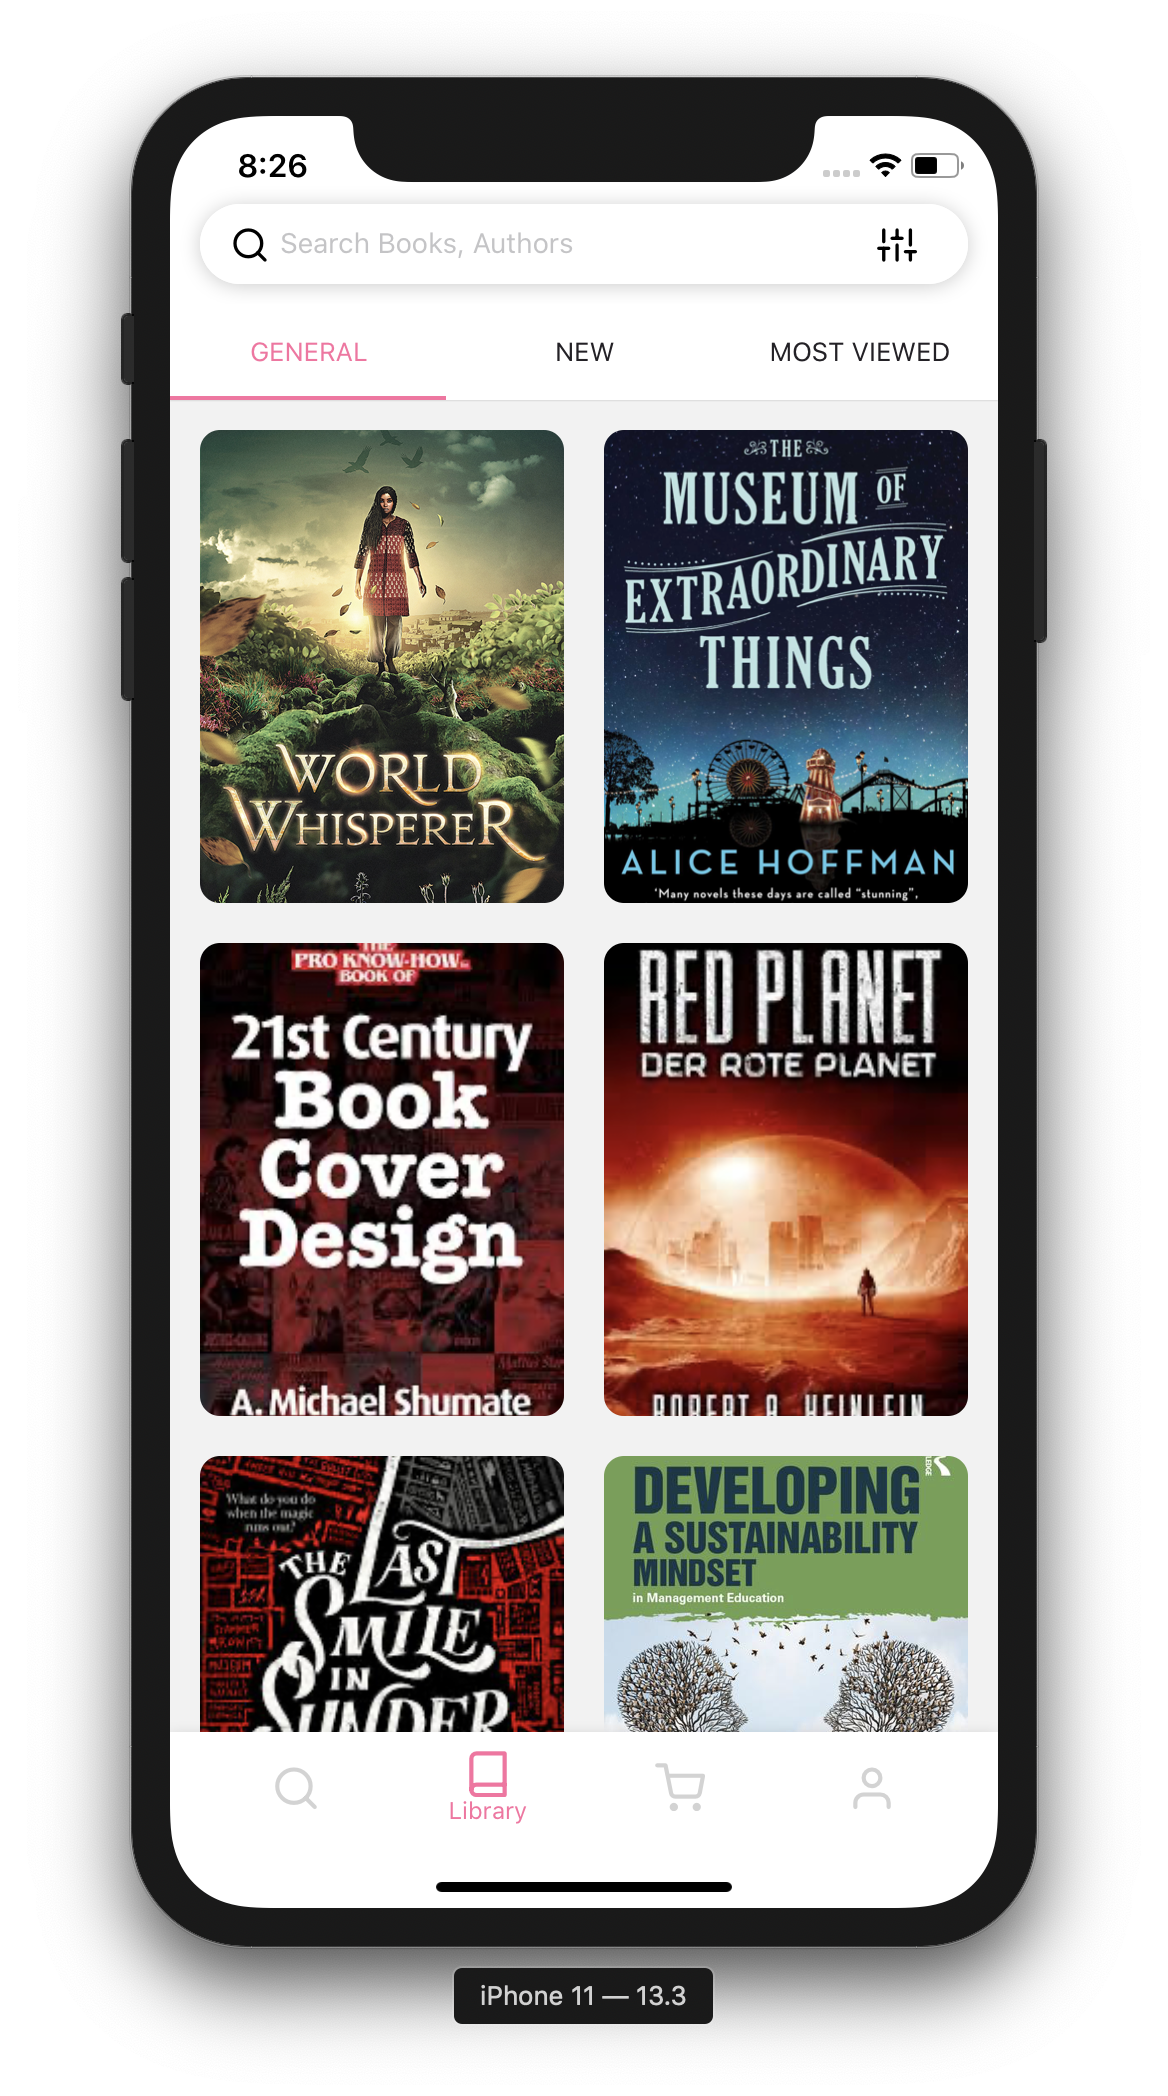 8:26
Search Books, Authors
GENERAL
NEW
MOST VIEWED
WORLD
WHISPERER
THE
MUSEUM OF
EXTRAORDINARY
THINGS
ALICE HOFFMAN
'Many novels these days are called "stunning",
THE
PRO KNOW-HOW
BOOK OF
21st Century
Book
Cover
Design
A. Michael Shumate
RED PLANET
DER ROTE PLANET
ROBERT A. HEINLEIN
What do you do
when the magic
runs out?
THE LAST
SMILE
IN
SUNDER
DEVELOPING
A SUSTAINABILITY
MINDSET
in Management Education
Library
iPhone 11 — 13.3